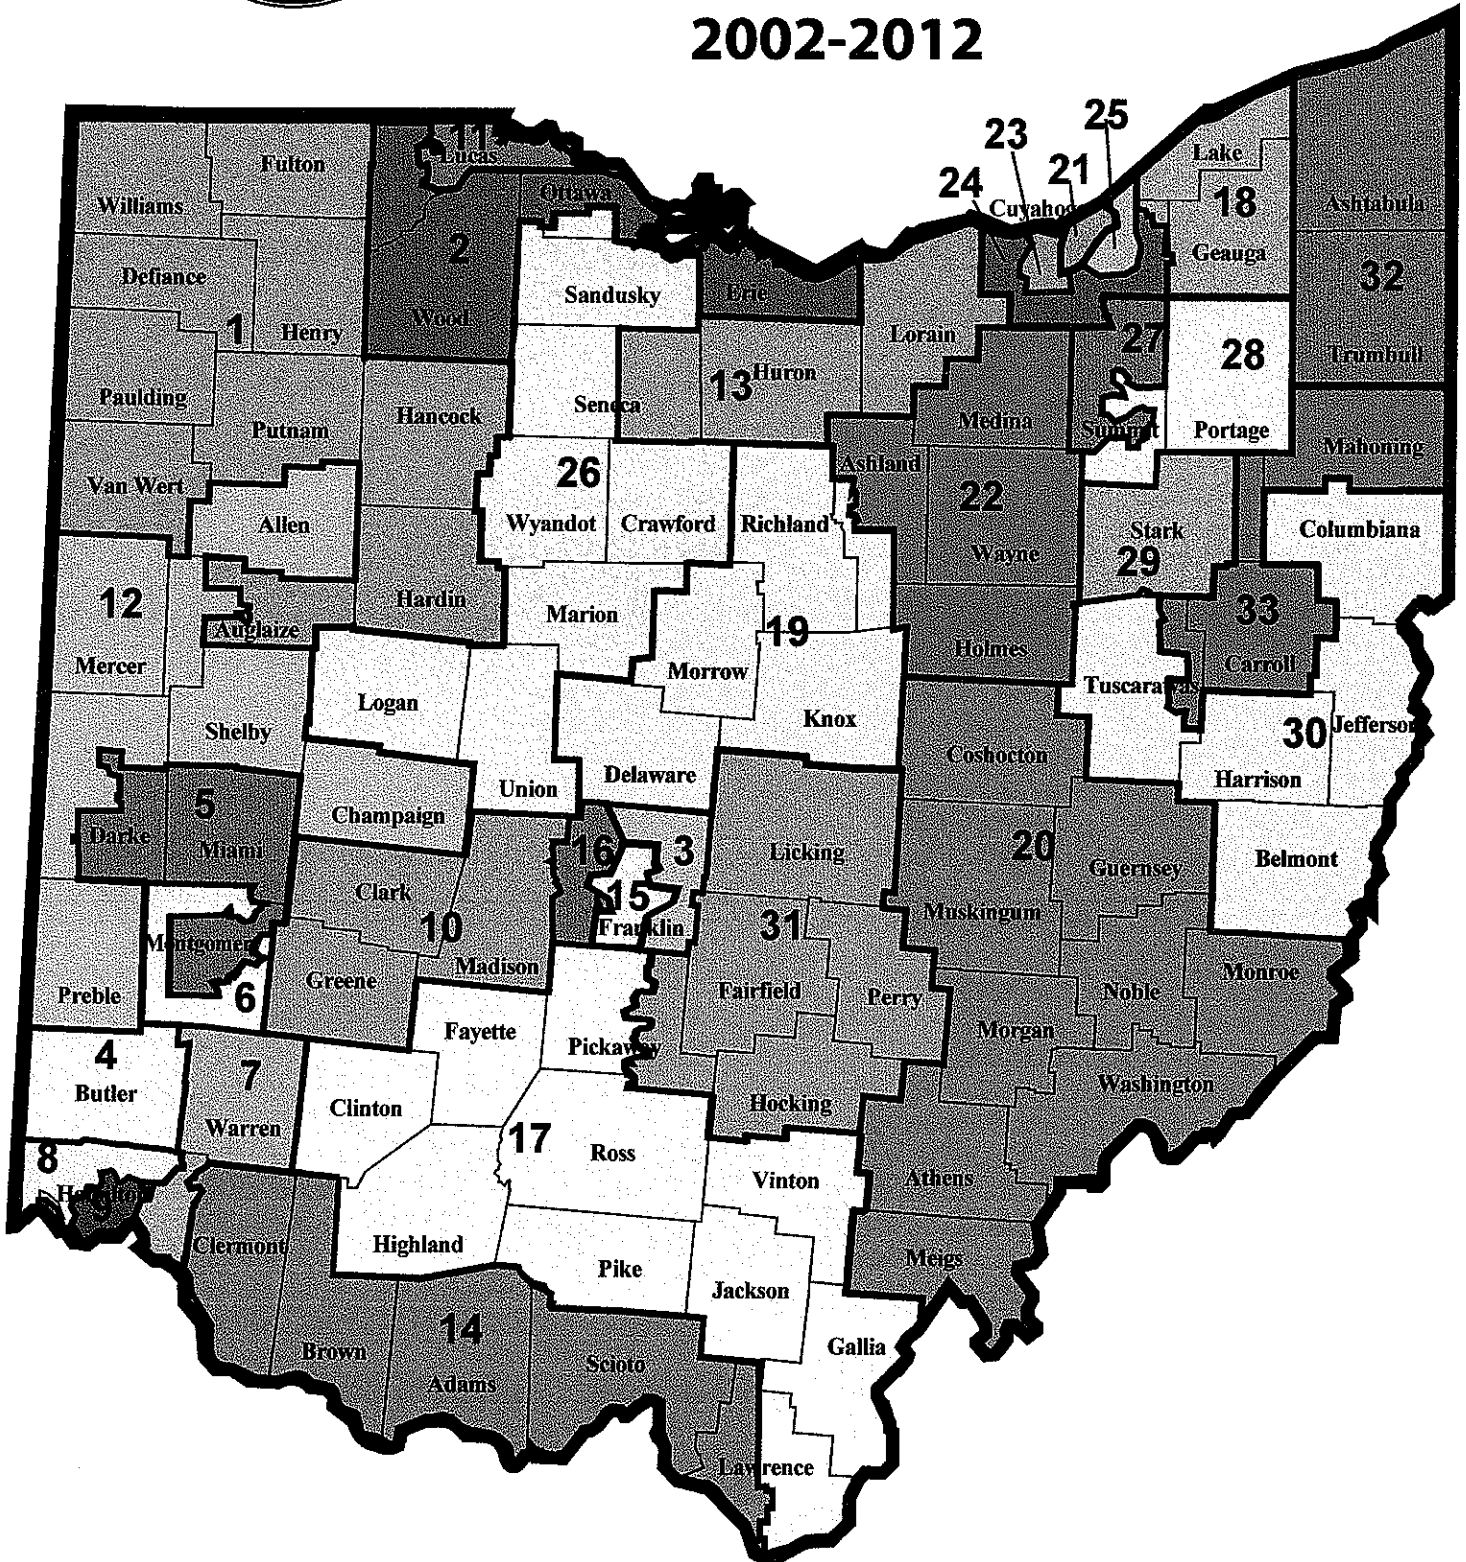 2002-2012
25
23
21
24
11
Lucas
Fulton
Lake
Williams
Ottawa
Cuyahoga
18
Ashtabula
2
Geauga
Defiance
32
Sandusky
Erie
1
Henry
Wood
Lorain
27
28
Trumbull
Huron
13
Paulding
Hancock
Seneca
Medina
Summit
Portage
Putnam
Mahoning
Ashland
26
Van Wert
22
Allen
Wyandot
Crawford
Richland
Stark
Columbiana
Wayne
29
12
Hardin
Marion
33
Auglaize
19
Holmes
Mercer
Morrow
Carroll
Tuscarawas
Logan
Knox
Shelby
30
Jefferson
Coshocton
Delaware
Harrison
Union
5
Champaign
Darke
Miami
16
3
Licking
20
Guernsey
Belmont
Clark
15
Muskingum
10
Franklin
31
Montgomery
Madison
Greene
Monroe
Preble
6
Fairfield
Perry
Noble
Fayette
Morgan
Pickaway
4
7
Butler
Washington
Clinton
Hocking
Warren
17
8
Ross
Vinton
Athens
Hamilton
9
Clermont
Highland
Meigs
Pike
Jackson
14
Brown
Gallia
Scioto
Adams
Lawrence